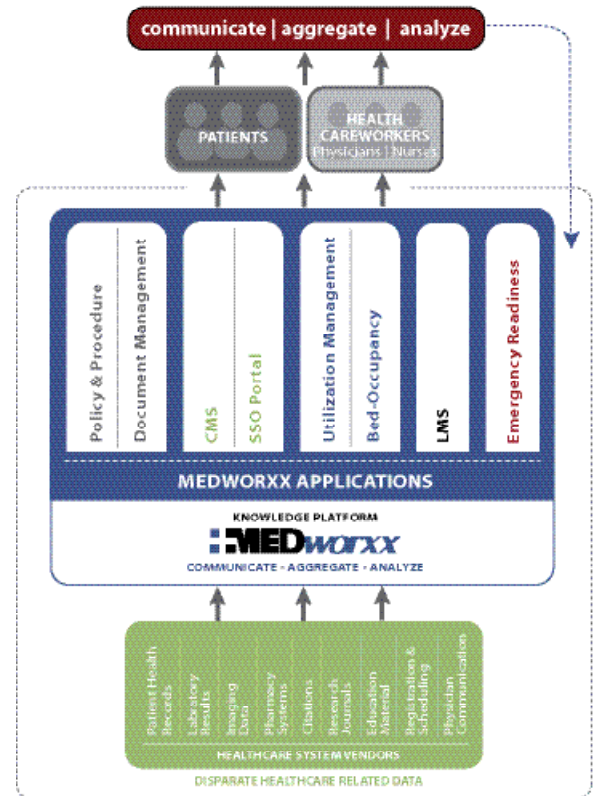 communicate | aggregate | analyze
PATIENTS
HEALTH
CAREWORKERS
Physicians | Nurses
Policy & Procedure
Document Management
CMS
SSO Portal
Utilization Management
Bed-Occupancy
LMS
Emergency Readiness
MEDWORXX APPLICATIONS
KNOWLEDGE PLATFORM
MEDworxx
COMMUNICATE - AGGREGATE - ANALYZE
Patient Health
Records
Laboratory
Results
Imaging
Data
Pharmacy
Systems
Citations
Research
Journals
Education
Material
Registration &
Scheduling
Physician
Communication
HEALTHCARE SYSTEM VENDORS
DISPARATE HEALTHCARE RELATED DATA